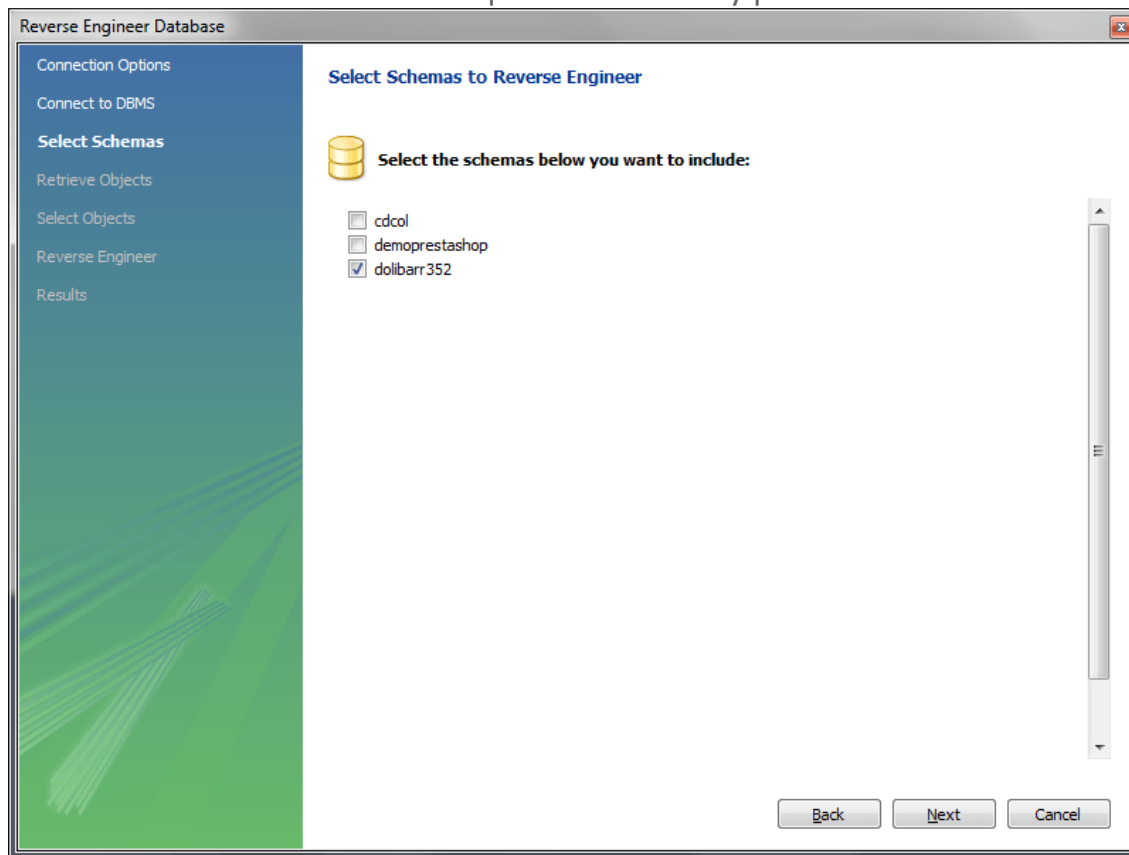 Reverse Engineer Database
Connection Options
Connect to DBMS
Select Schemas
Retrieve Objects
Select Objects
Reverse Engineer
Results
Select Schemas to Reverse Engineer
Select the schemas below you want to include:
cdcol
demoprestashop
dolibarr352
Back
Next
Cancel